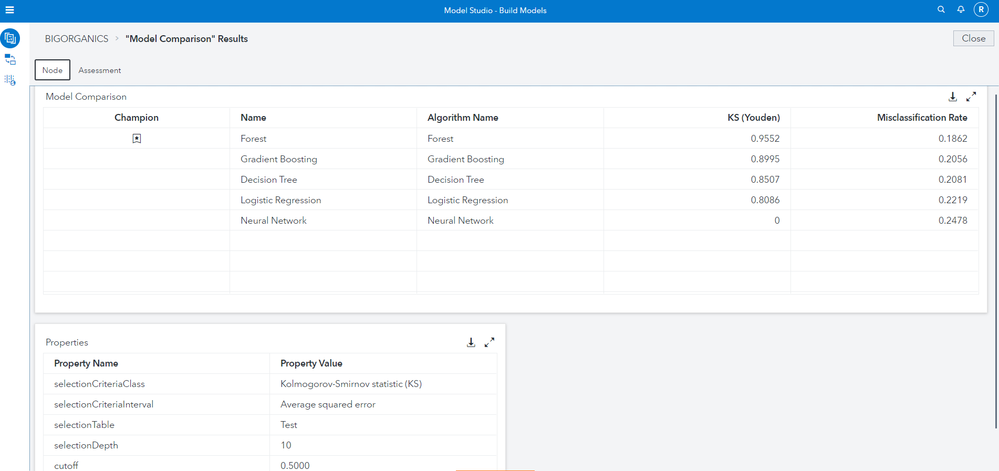 Model Studio - Build Models
R
BIGORGANICS > "Model Comparison" Results
Close
Node Assessment
Model Comparison
Champion Name Algorithm Name KS (Youden) Misclassification Rate
Forest Forest 0.9552 0.1862
Gradient Boosting Gradient Boosting 0.8995 0.2056
Decision Tree Decision Tree 0.8507 0.2081
Logistic Regression Logistic Regression 0.8086 0.2219
Neural Network Neural Network 0 0.2478
Properties
Property Name Property Value
selectionCriteriaClass Kolmogorov-Smirnov statistic (KS)
selectionCriteriaInterval Average squared error
selectionTable Test
selectionDepth 10
cutoff 0.5000